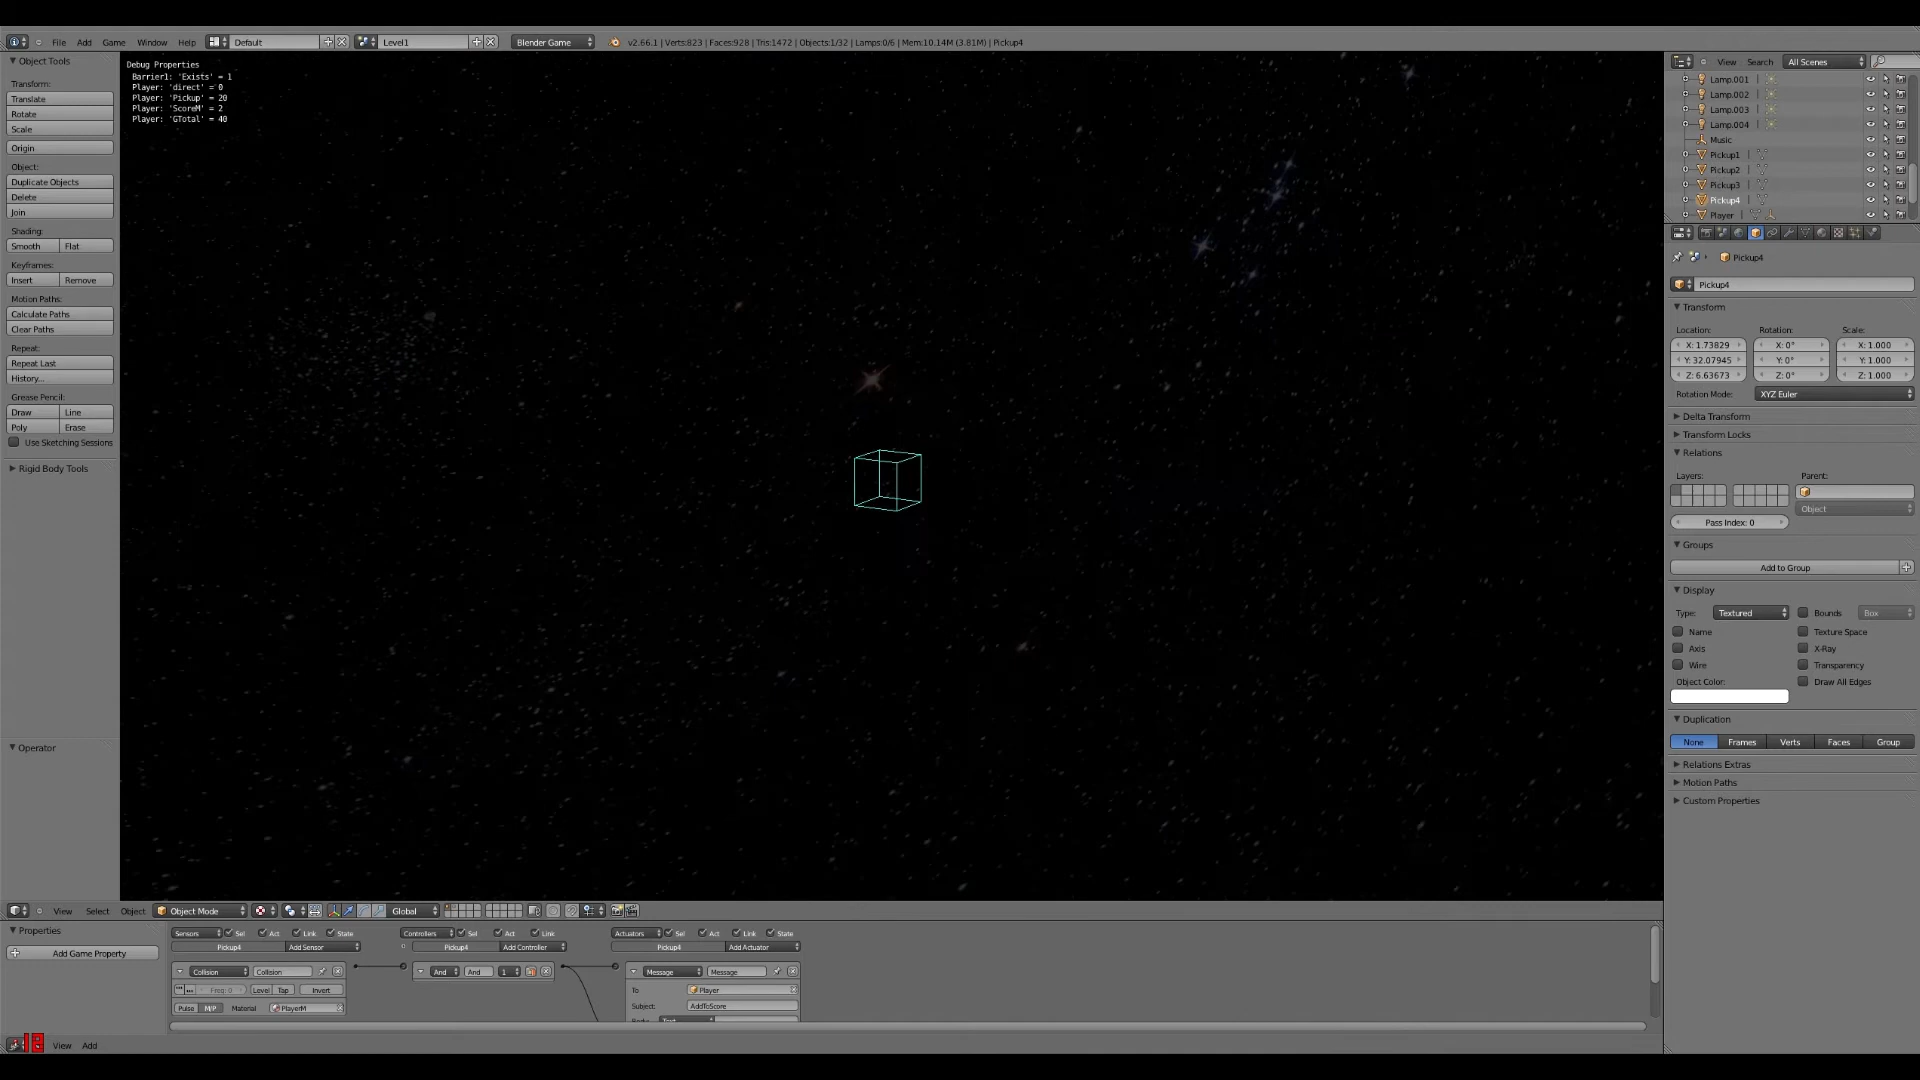 File Add Game Window Help Default Level1 Blender Game v2.66.1 | Verts:823 | Faces:928 | Tris:1472 | Objects:1/32 | Lamps:0/6 | Mem:10.14M (3.81M) | Pickup4
Object Tools
Transform:
Translate
Rotate
Scale
Origin
Object:
Duplicate Objects
Delete
Join
Shading:
Smooth Flat
Keyframes:
Insert Remove
Motion Paths:
Calculate Paths
Clear Paths
Repeat:
Repeat Last
History...
Grease Pencil:
Draw Line
Poly Erase
Use Sketching Sessions
Rigid Body Tools
Operator
Debug Properties
Barrier1: 'Exists' = 1
Player: 'direct' = 0
Player: 'Pickup' = 20
Player: 'ScoreM' = 2
Player: 'GTotal' = 40
View Search All Scenes
Lamp.001
Lamp.002
Lamp.003
Lamp.004
Music
Pickup1
Pickup2
Pickup3
Pickup4
Player
Pickup4
Pickup4
Transform
Location: Rotation: Scale:
X: 1.73829 X: 0° X: 1.000
Y: 32.07945 Y: 0° Y: 1.000
Z: 6.63673 Z: 0° Z: 1.000
Rotation Mode: XYZ Euler
Delta Transform
Transform Locks
Relations
Layers: Parent:
Object
Pass Index: 0
Groups
Add to Group
Display
Type: Textured Bounds Box
Name Texture Space
Axis X-Ray
Wire Transparency
Object Color: Draw All Edges
Duplication
None Frames Verts Faces Group
Relations Extras
Motion Paths
Custom Properties
View Select Object Object Mode Global
Properties
Add Game Property
Sensors Sel Act Link State Controllers Sel Act Link Actuators Sel Act Link State
Pickup4 Add Sensor Pickup4 Add Controller Pickup4 Add Actuator
Collision Collision And And 1 Message Message
Freq: 0 Level Tap Invert To Player
Pulse M/P Material PlayerM Subject: AddToScore
12 View Add